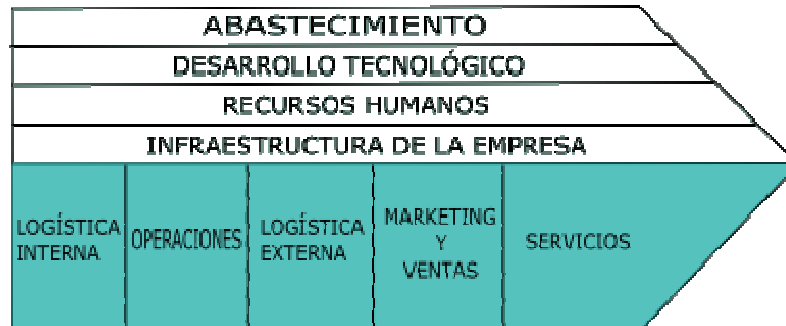 ABASTECIMIENTO
DESARROLLO TECNOLÓGICO
RECURSOS HUMANOS
INFRAESTRUCTURA DE LA EMPRESA
LOGÍSTICA
INTERNA
OPERACIONES
LOGÍSTICA
EXTERNA
MARKETING
Y
VENTAS
SERVICIOS